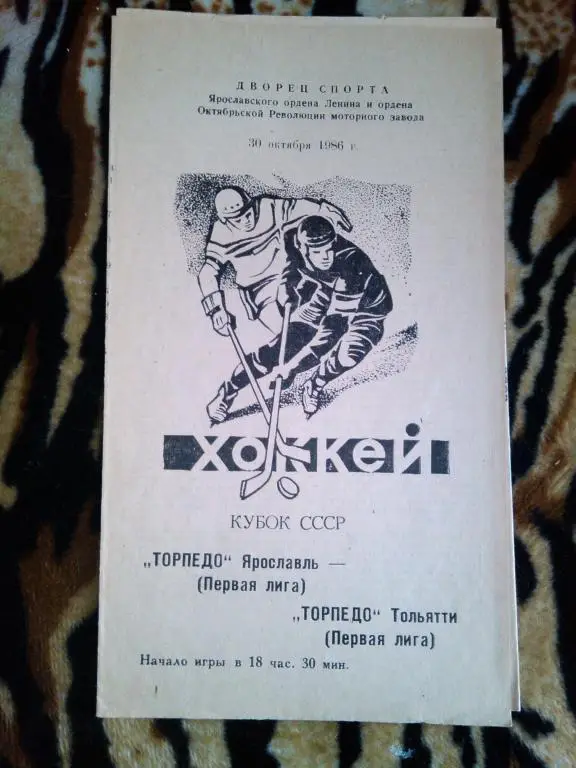 ДВОРЕЦ СПОРТА
Ярославского ордена Ленина и ордена
Октябрьской Революции моторного завода
30 октября 1986 г.
хоккей
КУБОК СССР
„ТОРПЕДО“ Ярославль —
(Первая лига)
„ТОРПЕДО“ Тольятти
(Первая лига)
Начало игры в 18 час. 30 мин.